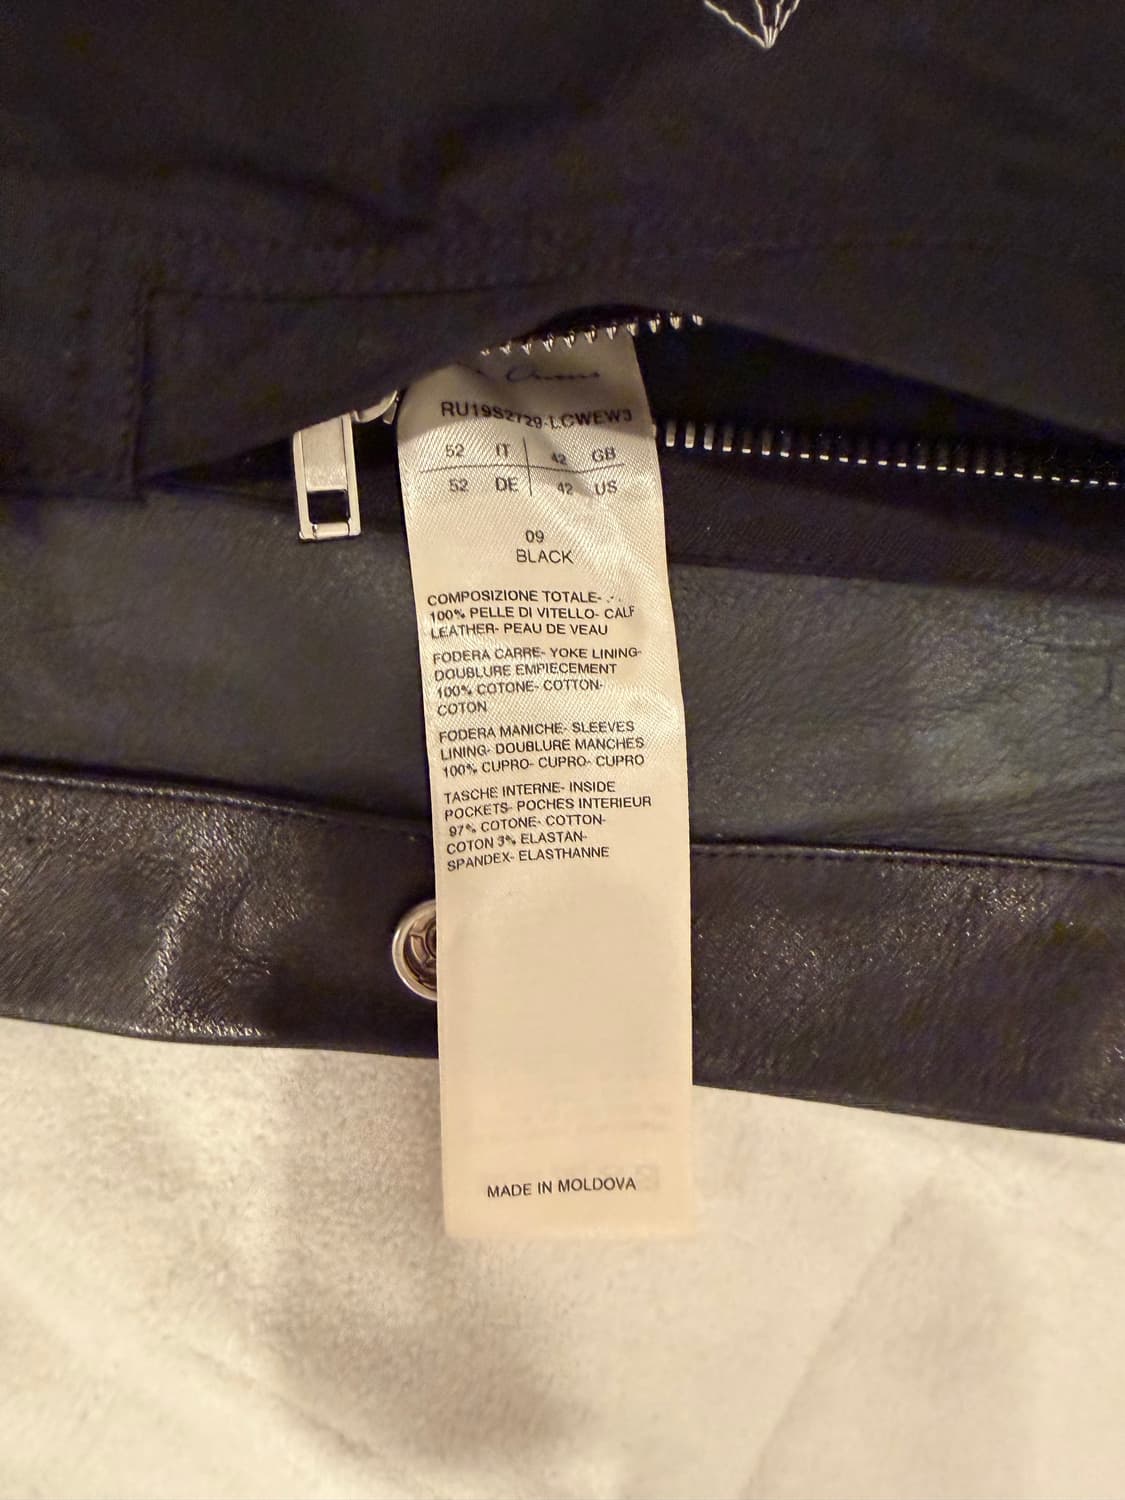 Owens
RU19S2729-LCWEW3
52 IT 42 GB
52 DE 42 US
09
BLACK
COMPOSIZIONE TOTALE-
100% PELLE DI VITELLO- CALF
LEATHER- PEAU DE VEAU
FODERA CARRE- YOKE LINING-
DOUBLURE EMPIECEMENT
100% COTONE- COTTON-
COTON
FODERA MANICHE- SLEEVES
LINING- DOUBLURE MANCHES
100% CUPRO- CUPRO- CUPRO
TASCHE INTERNE- INSIDE
POCKETS- POCHES INTERIEUR
97% COTONE- COTTON-
COTON 3% ELASTAN-
SPANDEX- ELASTHANNE
MADE IN MOLDOVA